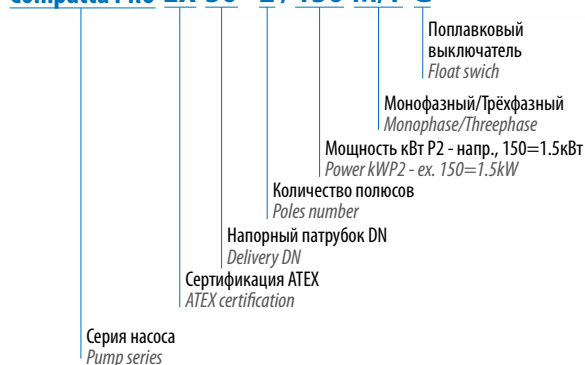 Поплавковый
выключатель
Float swich
Монофазный/Трёхфазный
Monophase/Threephase
Мощность кВт P2 - напр., 150=1.5кВт
Power kWP2 - ex. 150=1.5kW
Количество полюсов
Poles number
Напорный патрубок DN
Delivery DN
Сертификация ATEX
ATEX certification
Серия насоса
Pump series